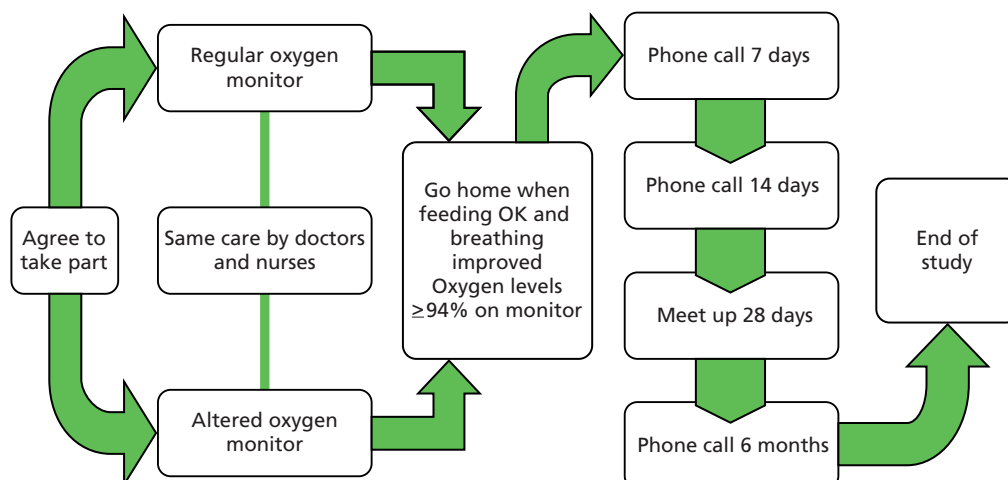 Agree to
take part
Regular oxygen
monitor
Same care by doctors
and nurses
Altered oxygen
monitor
Go home when
feeding OK and
breathing
improved
Oxygen levels
≥94% on monitor
Phone call 7 days
Phone call 14 days
Meet up 28 days
Phone call 6 months
End of
study